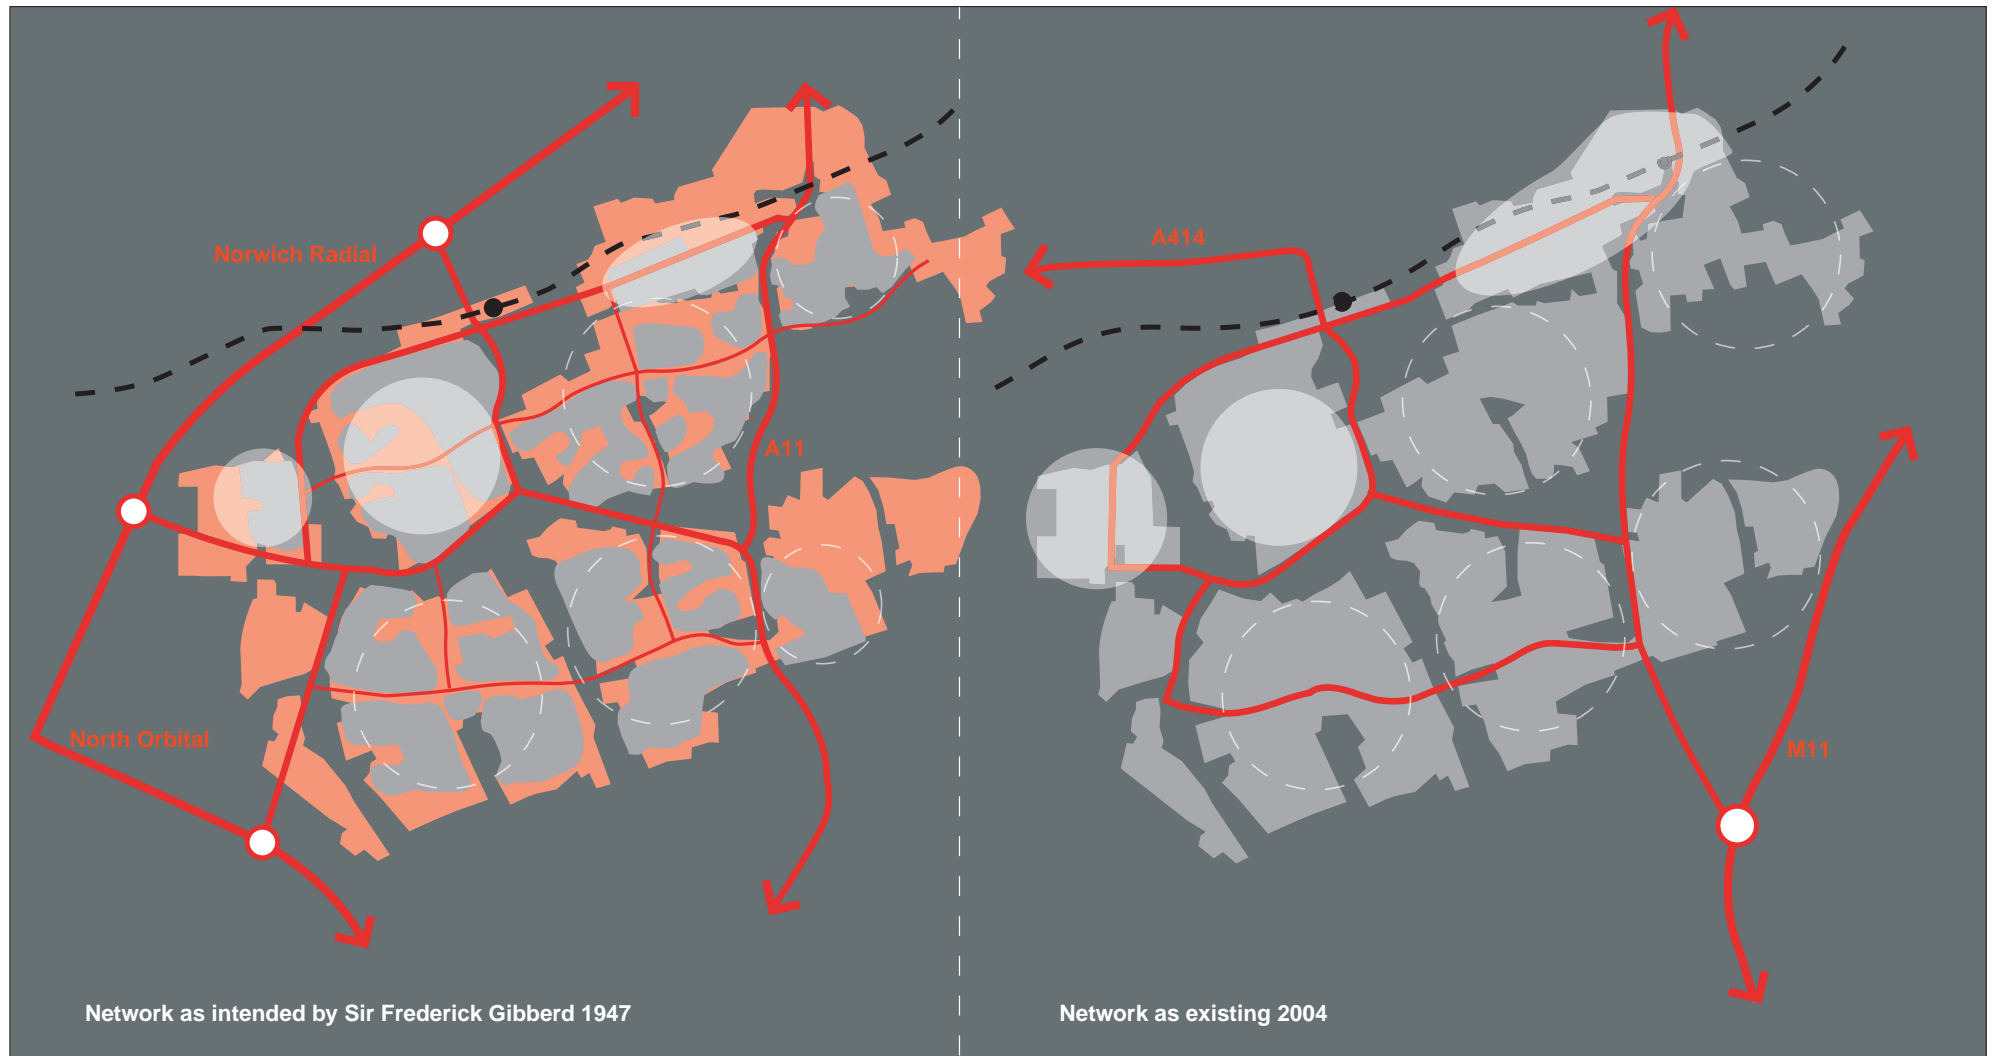 Norwich Radial
A414
A11
North Orbital
M11
Network as intended by Sir Frederick Gibberd 1947
Network as existing 2004